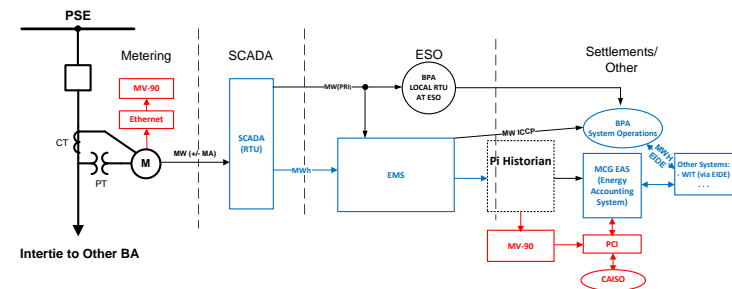 PSE
Metering
SCADA
ESO
Settlements/
Other
MV-90
Ethernet
CT
PT
M
MW (+/- MA)
SCADA
(RTU)
MW(PRI)
MWh
BPA
LOCAL RTU
AT ESO
EMS
MW ICCP
Pi Historian
BPA
System Operations
MWH
EIDE
MCG EAS
(Energy
Accounting
System)
Other Systems:
- WIT (via EIDE)
. . .
MV-90
PCI
CAISO
Intertie to Other BA